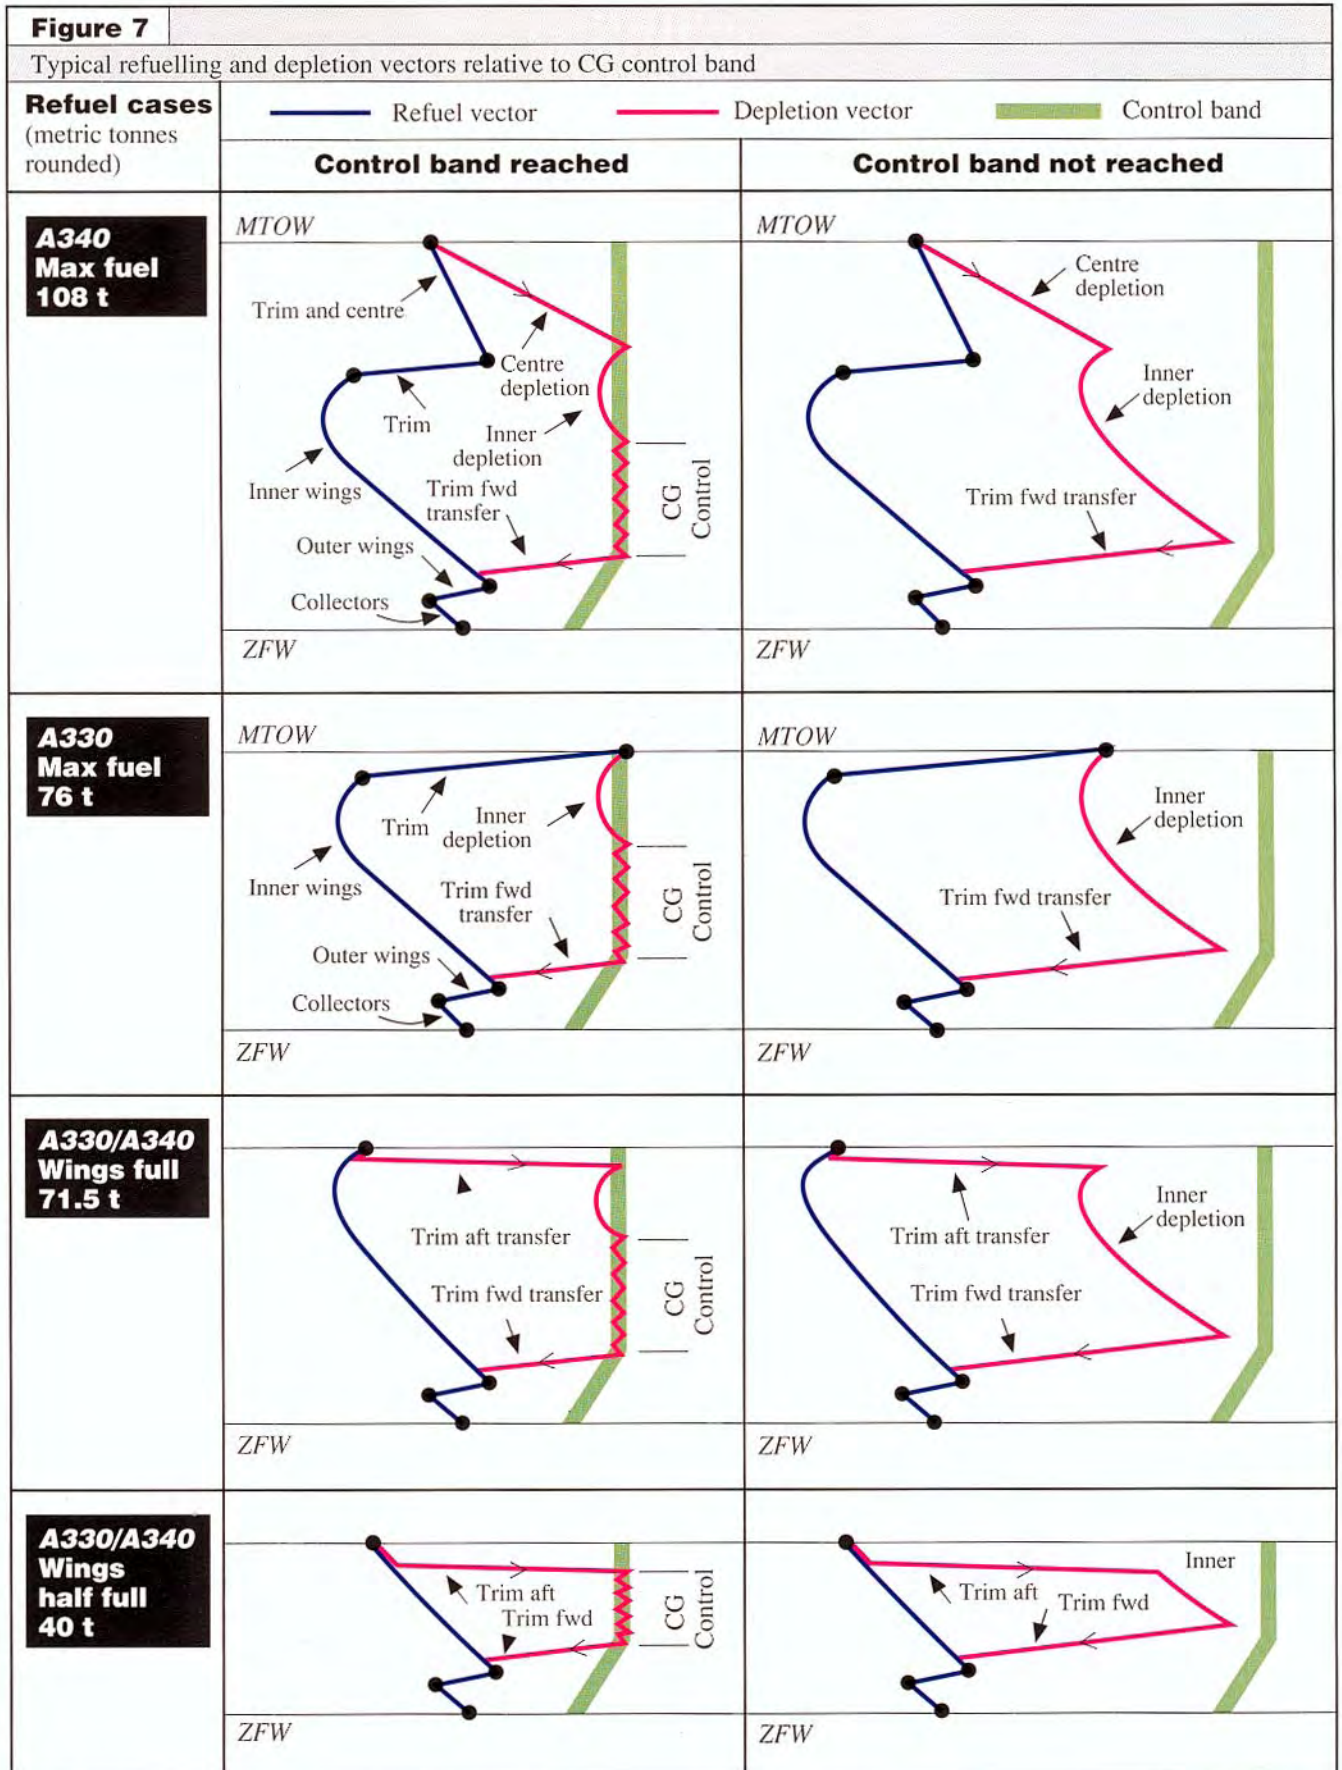 Figure 7
Typical refuelling and depletion vectors relative to CG control band
Refuel cases
(metric tonnes
rounded)
Refuel vector
Depletion vector
Control band
Control band reached
Control band not reached
A340
Max fuel
108 t
MTOW
Trim and centre
Centre
depletion
Trim
Inner
depletion
Inner wings
Trim fwd
transfer
CG
Control
Outer wings
Collectors
ZFW
MTOW
Centre
depletion
Inner
depletion
Trim fwd transfer
ZFW
A330
Max fuel
76 t
MTOW
Trim
Inner
depletion
Inner wings
Trim fwd
transfer
CG
Control
Outer wings
Collectors
ZFW
MTOW
Inner
depletion
Trim fwd transfer
ZFW
A330/A340
Wings full
71.5 t
Trim aft transfer
Trim fwd transfer
CG
Control
ZFW
Inner
depletion
Trim aft transfer
Trim fwd transfer
ZFW
A330/A340
Wings
half full
40 t
Trim aft
Trim fwd
CG
Control
ZFW
Inner
Trim aft
Trim fwd
ZFW